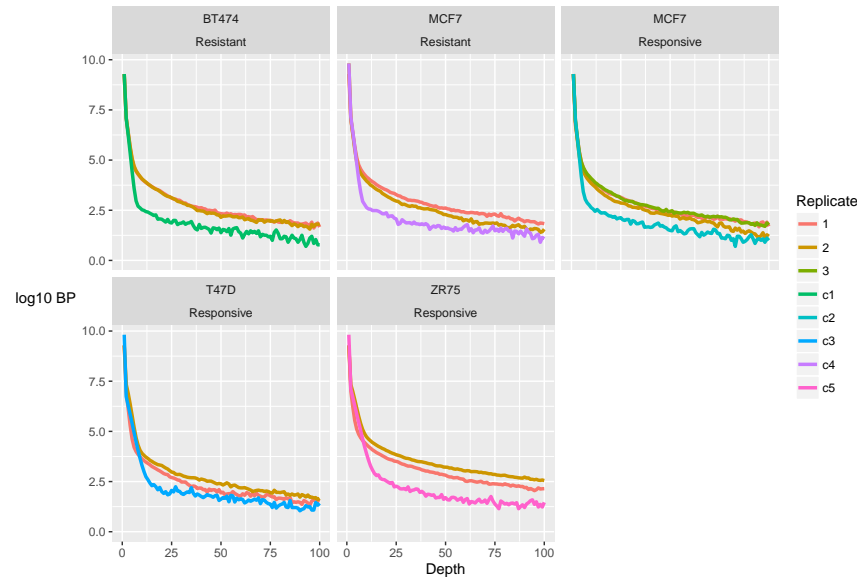 BT474
MCF7
MCF7
Resistant
Resistant
Responsive
10.0
7.5
5.0
2.5
0.0
T47D
ZR75
Responsive
Responsive
10.0
7.5
5.0
2.5
0.0
log10 BP
0 25 50 75 100
0 25 50 75 100
Depth
Replicate
1
2
3
c1
c2
c3
c4
c5